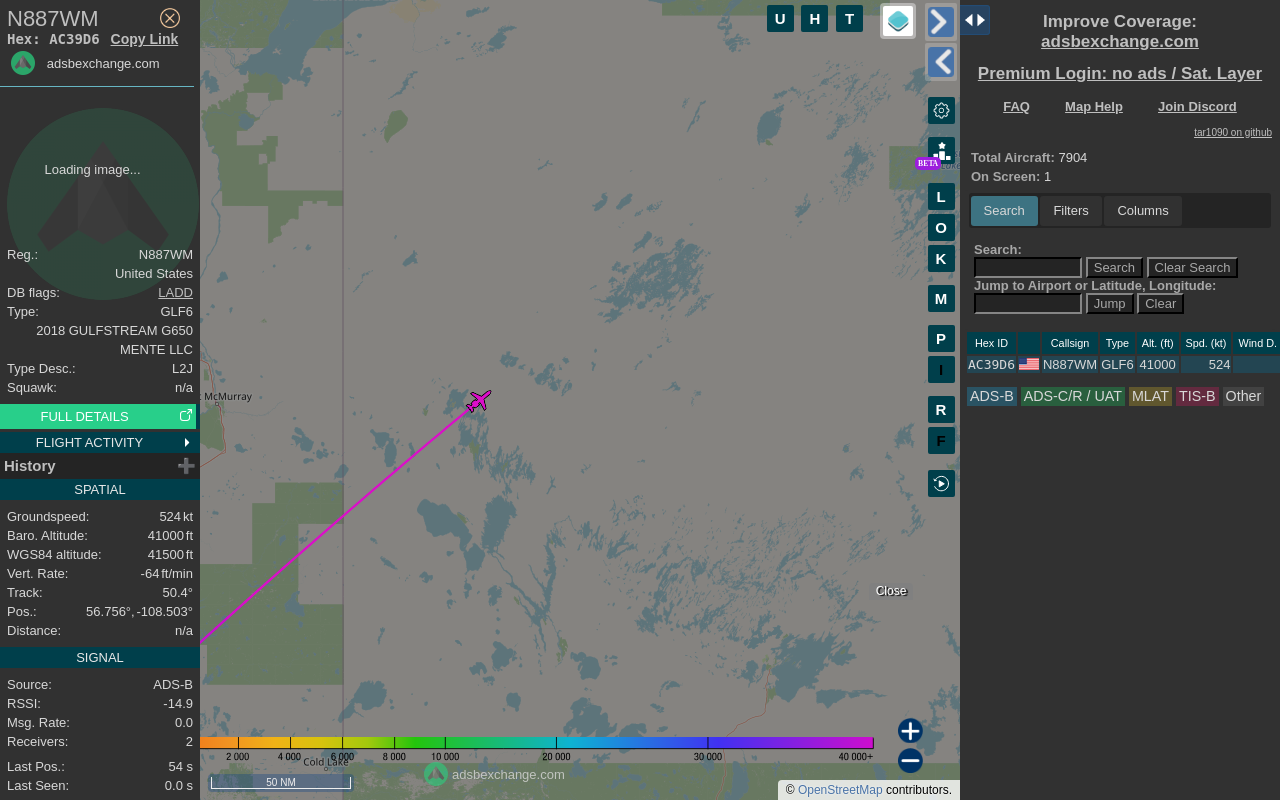 N887WM
Hex: AC39D6 Copy Link
adsbexchange.com
Loading image...
Reg.: N887WM
United States
DB flags: LADD
Type: GLF6
2018 GULFSTREAM G650
MENTE LLC
Type Desc.: L2J
Squawk: n/a
FULL DETAILS
FLIGHT ACTIVITY
History
SPATIAL
Groundspeed: 524 kt
Baro. Altitude: 41000 ft
WGS84 altitude: 41500 ft
Vert. Rate: -64 ft/min
Track: 50.4°
Pos.: 56.756°, -108.503°
Distance: n/a
SIGNAL
Source: ADS-B
RSSI: -14.9
Msg. Rate: 0.0
Receivers: 2
Last Pos.: 54 s
Last Seen: 0.0 s
McMurray
U H T
BETA
L
O
K
M
P
I
R
F
Close
2 000 4 000 6 000 8 000 10 000 20 000 30 000 40 000+
Cold Lake
adsbexchange.com
50 NM
© OpenStreetMap contributors.
Improve Coverage:
adsbexchange.com
Premium Login: no ads / Sat. Layer
FAQ Map Help Join Discord
tar1090 on github
Total Aircraft: 7904
On Screen: 1
Search Filters Columns
Search:
Search Clear Search
Jump to Airport or Latitude, Longitude:
Jump Clear
Hex ID Callsign Type Alt. (ft) Spd. (kt) Wind D.
AC39D6 N887WM GLF6 41000 524
ADS-B ADS-C/R / UAT MLAT TIS-B Other